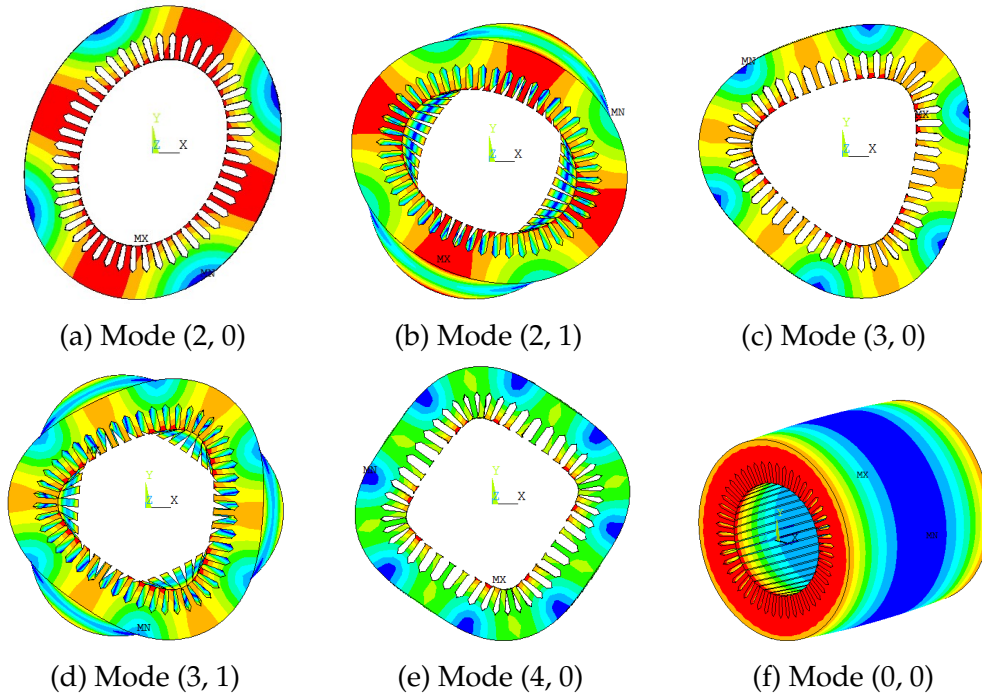 MX
MN
Y
Z X
(a) Mode (2, 0)
MX
MN
Y
Z X
(b) Mode (2, 1)
MN
MX
Y
Z X
(c) Mode (3, 0)
MX
MN
Y
Z X
(d) Mode (3, 1)
MN
MX
Y
Z X
(e) Mode (4, 0)
MX
MN
X
(f) Mode (0, 0)